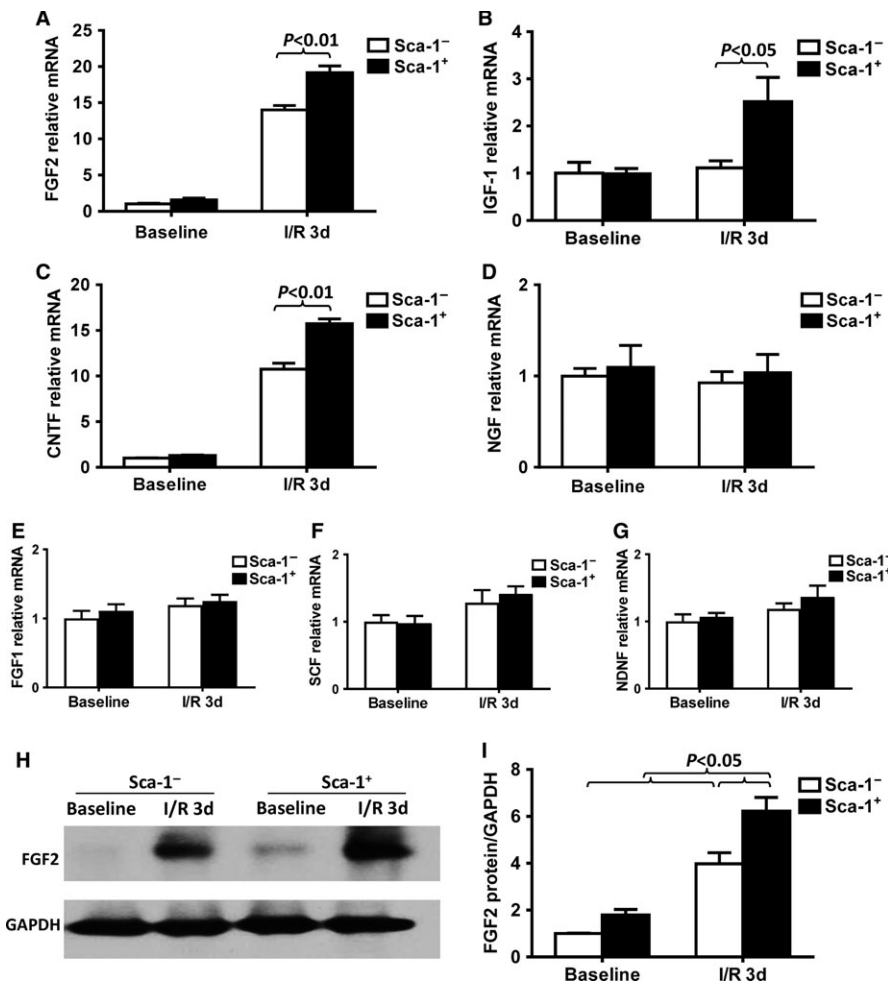 A
FGF2 relative mRNA
25
20
15
10
5
0
P<0.01
Sca-1⁻
Sca-1⁺
Baseline
I/R 3d
B
IGF-1 relative mRNA
4
3
2
1
0
P<0.05
Sca-1⁻
Sca-1⁺
Baseline
I/R 3d
C
CNTF relative mRNA
20
15
10
5
0
P<0.01
Sca-1⁻
Sca-1⁺
Baseline
I/R 3d
D
NGF relative mRNA
2
1
0
Sca-1⁻
Sca-1⁺
Baseline
I/R 3d
E
FGF1 relative mRNA
2
1
0
Sca-1⁻
Sca-1⁺
Baseline
I/R 3d
F
SCF relative mRNA
2
1
0
Sca-1⁻
Sca-1⁺
Baseline
I/R 3d
G
NDNF relative mRNA
2
1
0
Sca-1⁻
Sca-1⁺
Baseline
I/R 3d
H
Sca-1⁻ Sca-1⁺
Baseline I/R 3d Baseline I/R 3d
FGF2
GAPDH
I
FGF2 protein/GAPDH
8
6
4
2
0
P<0.05
Sca-1⁻
Sca-1⁺
Baseline
I/R 3d